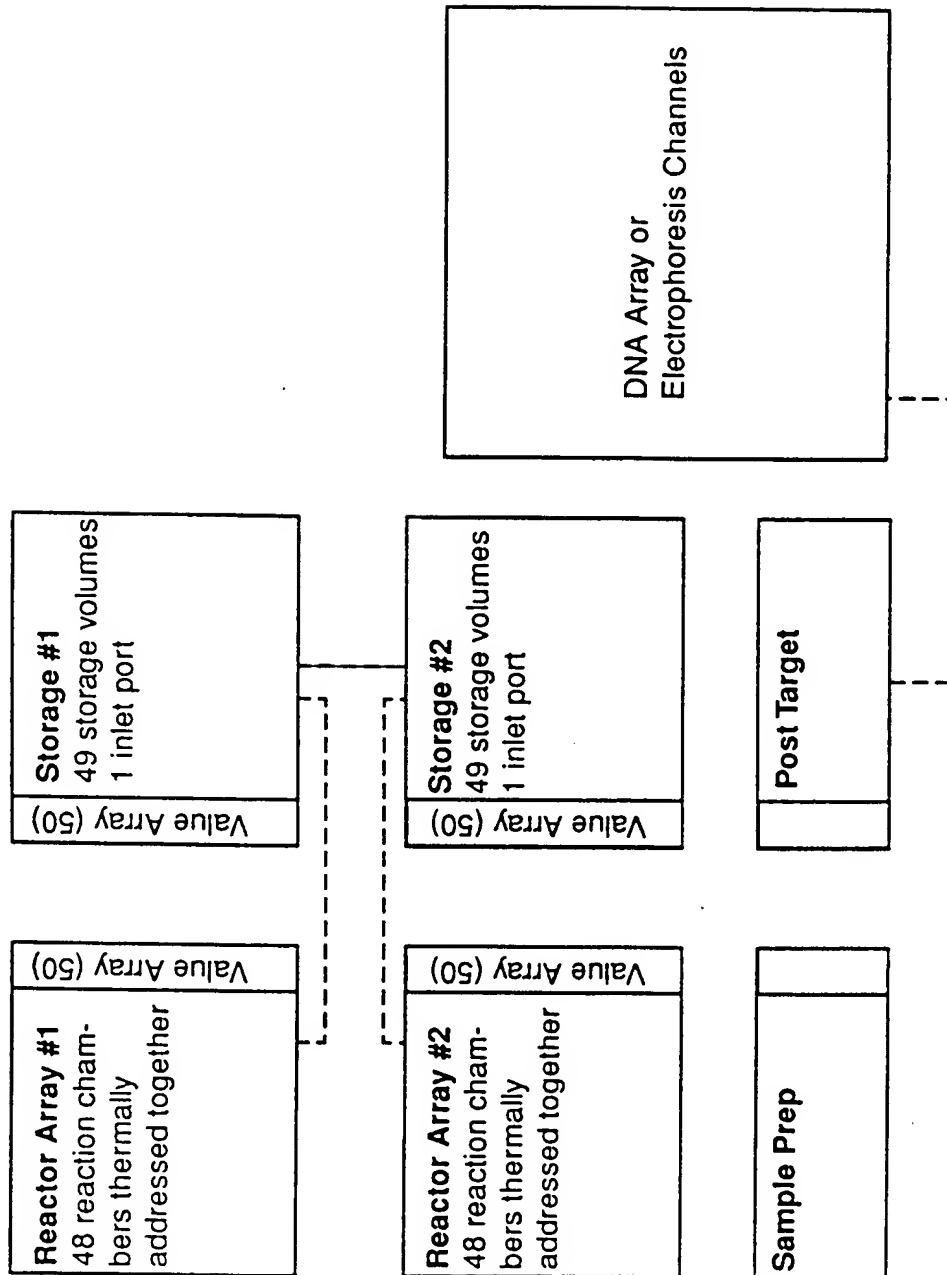 Reactor Array #1
48 reaction cham-
bers thermally
addressed together
Value Array (50)
Storage #1
49 storage volumes
1 inlet port
Value Array (50)
Reactor Array #2
48 reaction cham-
bers thermally
addressed together
Value Array (50)
Storage #2
49 storage volumes
1 inlet port
Value Array (50)
DNA Array or
Electrophoresis Channels
Sample Prep
Post Target